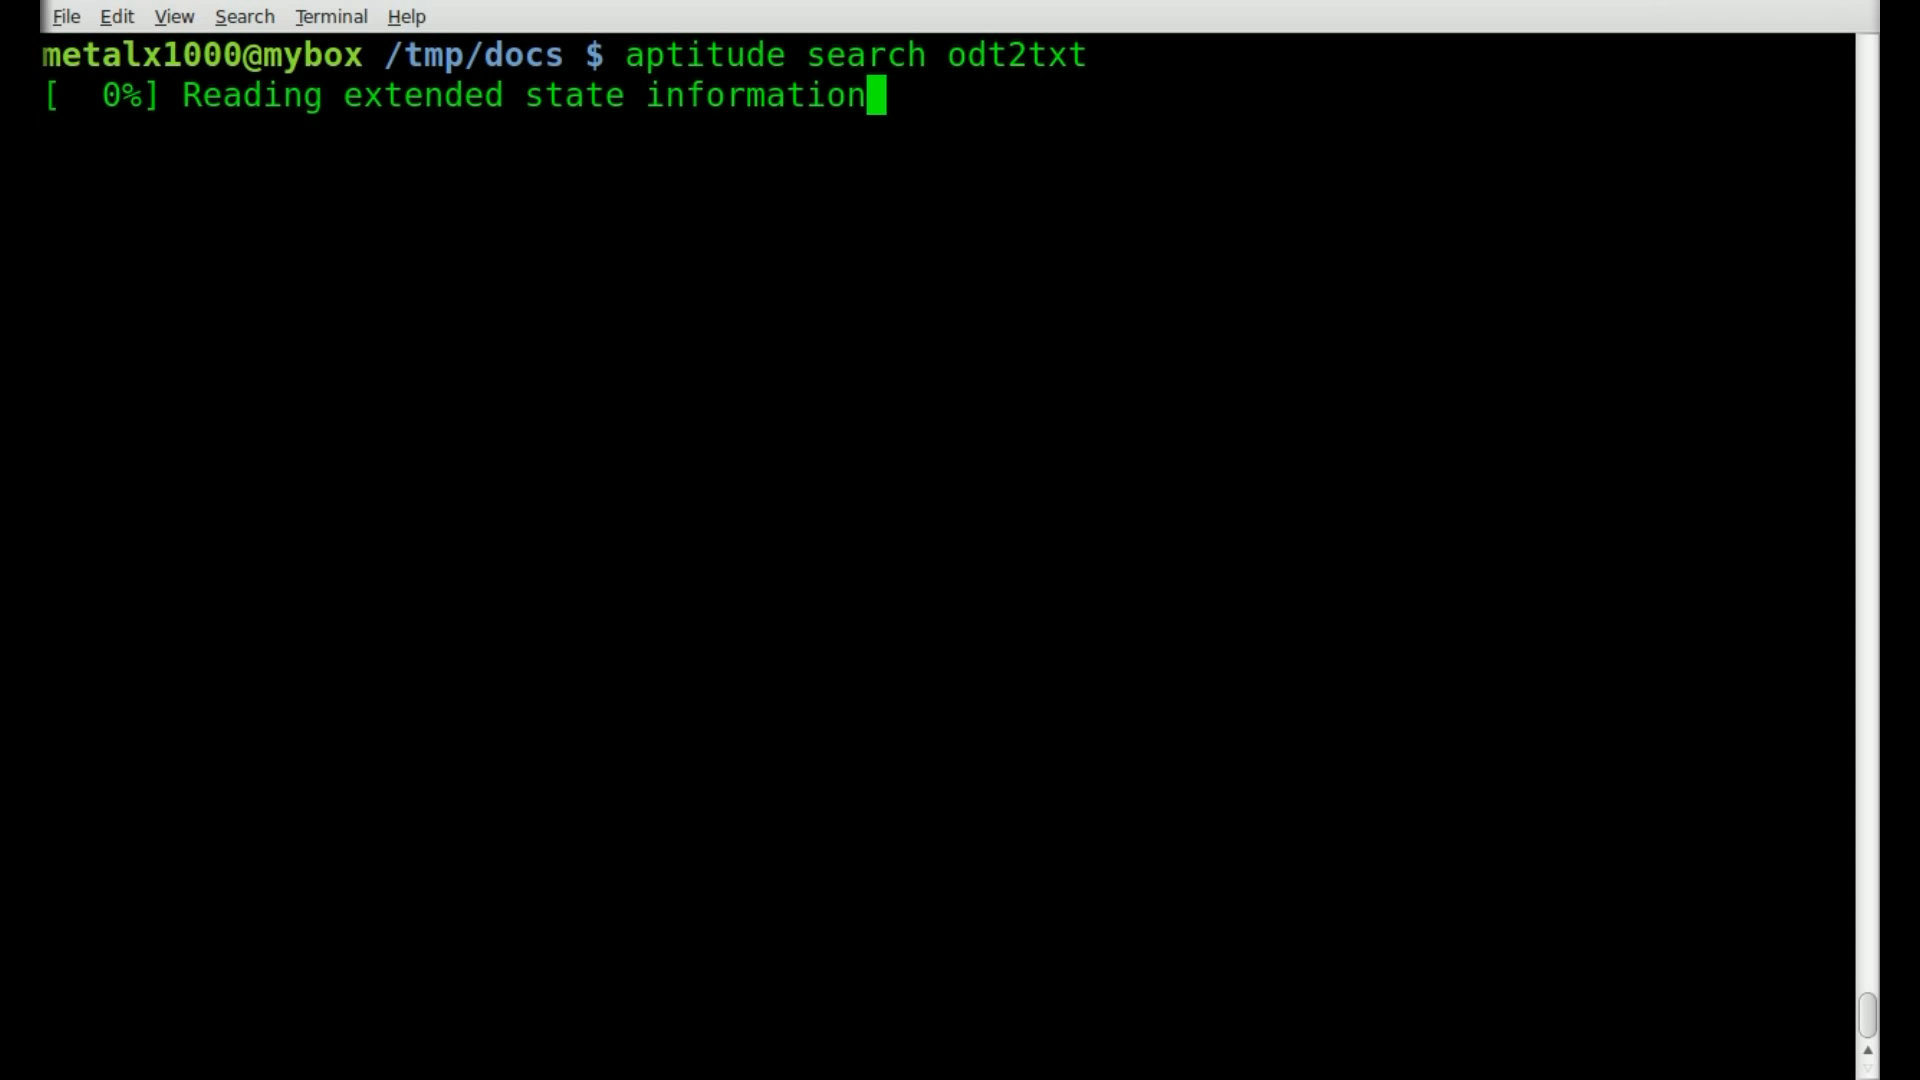 File Edit View Search Terminal Help
metalx1000@mybox /tmp/docs $ aptitude search odt2txt
[  0%] Reading extended state information